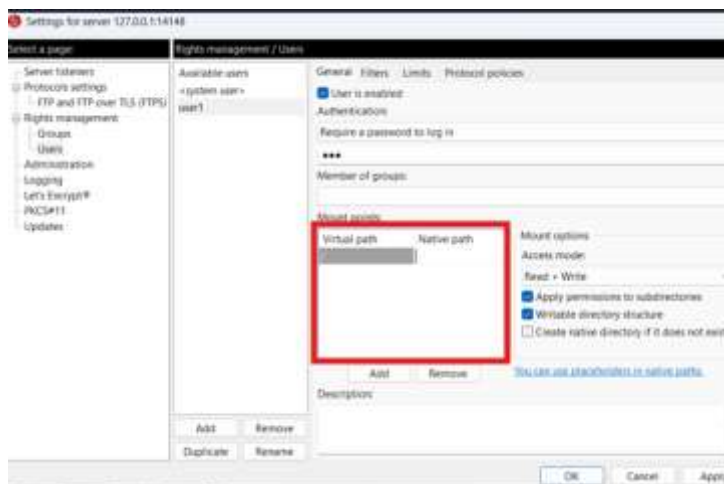 Settings for server 127.0.0.1:14148
Select a page:
Server listeners
Protocols settings
FTP and FTP over TLS (FTPS)
Rights management
Groups
Users
Administration
Logging
Let's Encrypt®
PKCS#11
Updates
Rights management / Users
Available users
<system user>
user1
Add Remove
Duplicate Rename
General Filters Limits Protocol policies
User is enabled
Authentication:
Require a password to log in
Member of groups:
Mount points:
Virtual path Native path
Add Remove
Mount options
Access mode:
Read + Write
Apply permissions to subdirectories
Writable directory structure
Create native directory if it does not exist
You can use placeholders in native paths.
Description:
OK Cancel Apply